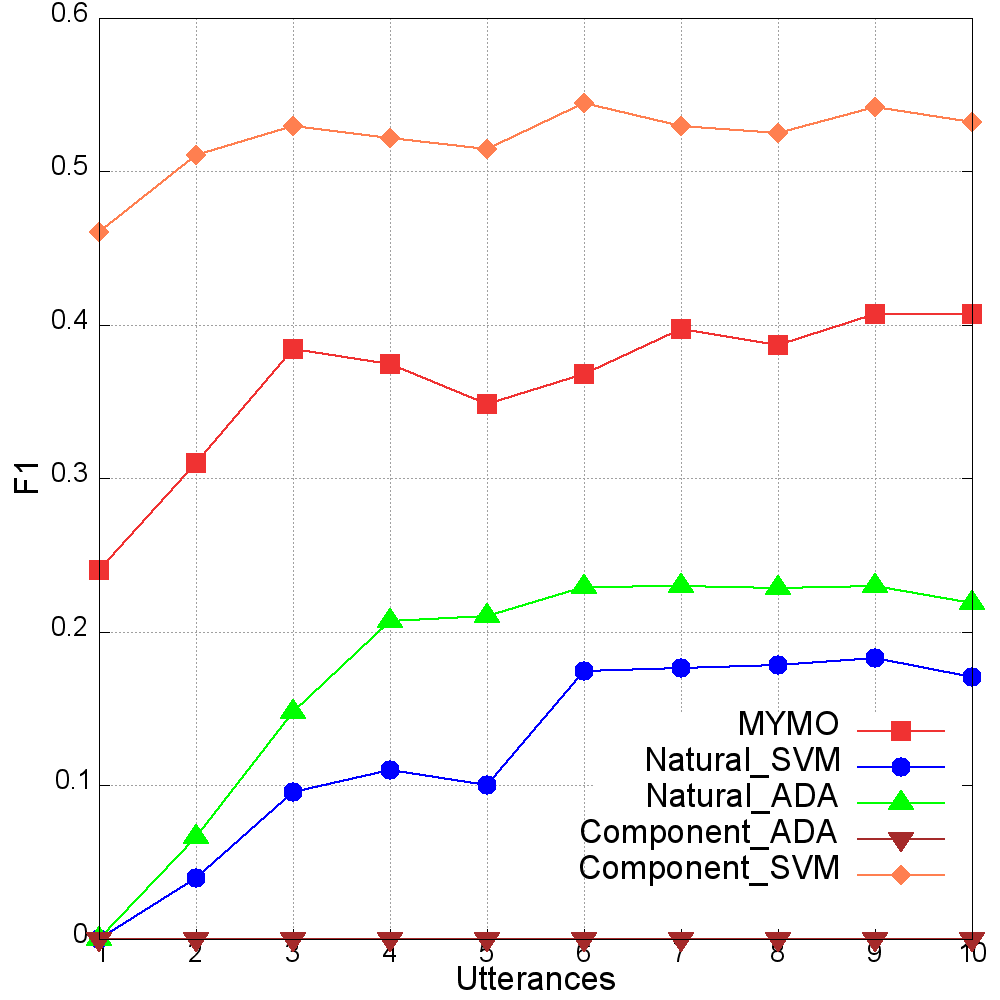 0.6
0.5
0.4
0.3
0.2
0.1
0
F1
1 2 3 4 5 6 7 8 9 10
Utterances
MYMO
Natural_SVM
Natural_ADA
Component_ADA
Component_SVM